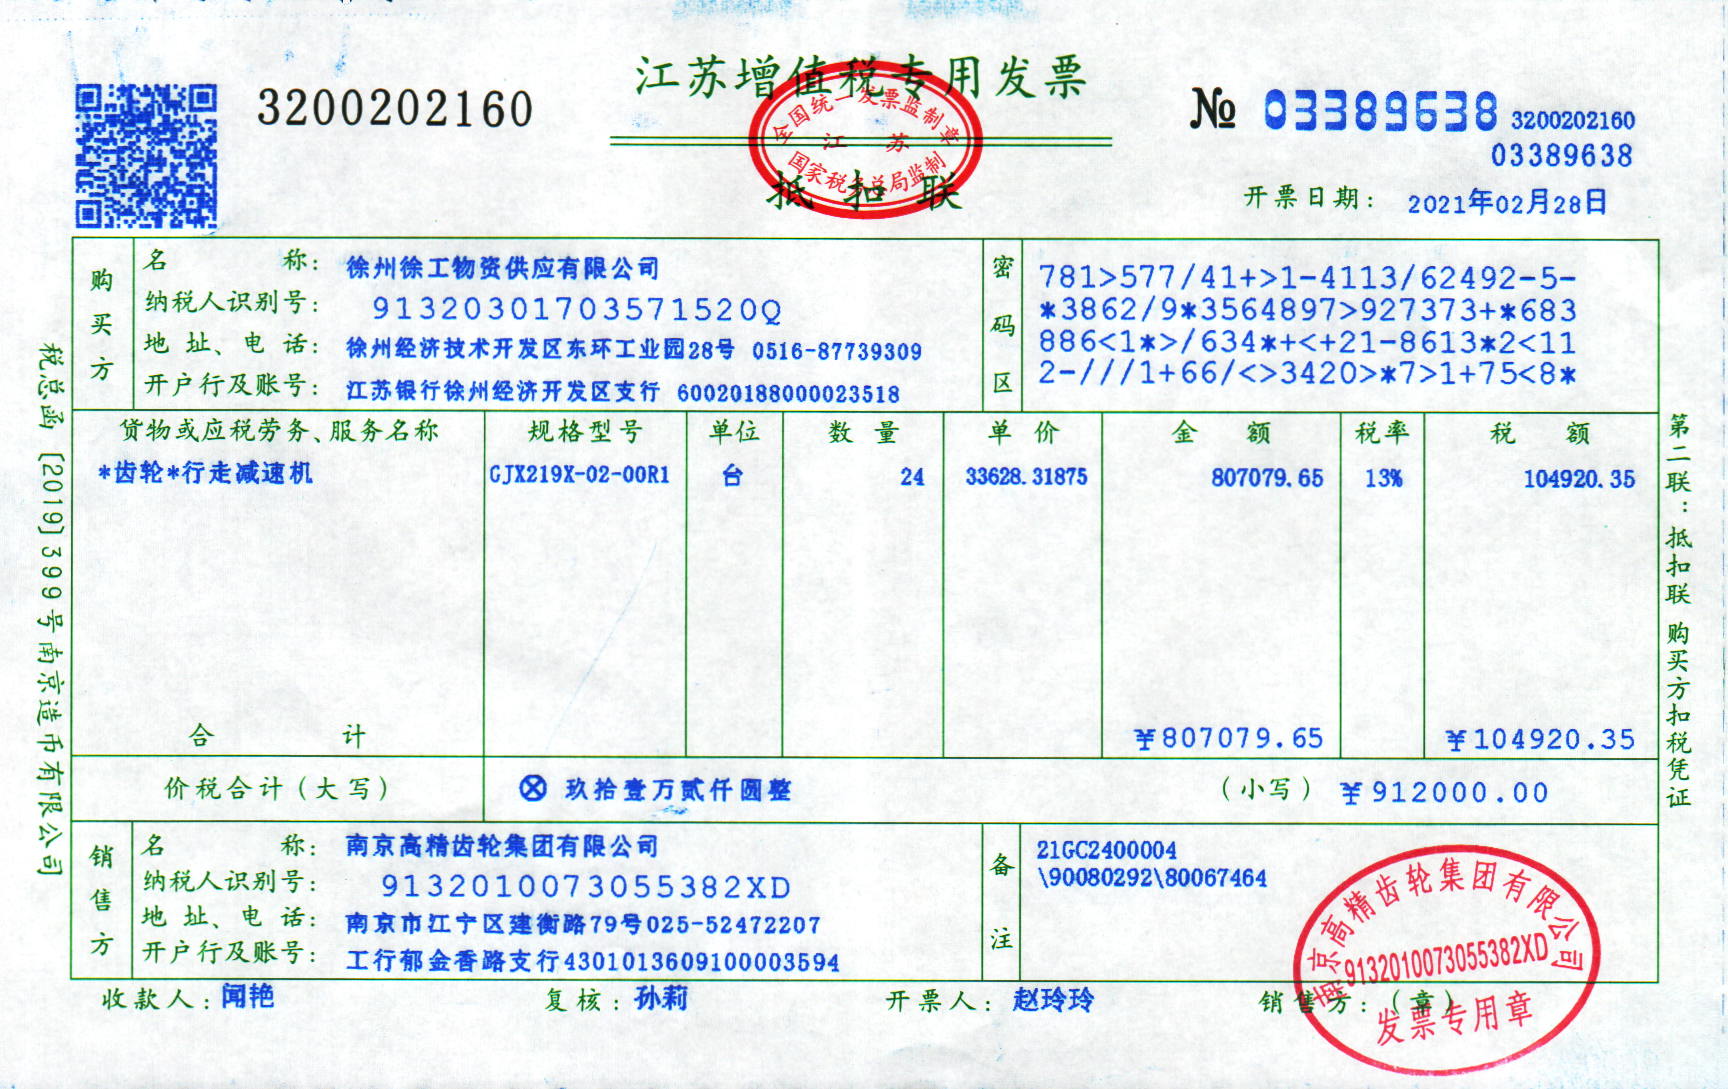 江苏增值税专用发票
3200202160
№ 03389638 3200202160
03389638
全国统一发票监制章
江 苏
国家税务总局监制
抵扣联
开票日期: 2021年02月28日
购买方
名 称: 徐州徐工物资供应有限公司
纳税人识别号: 91320301703571520Q
地址、电话: 徐州经济技术开发区东环工业园28号 0516-87739309
开户行及账号: 江苏银行徐州经济开发区支行 60020188000023518
密码区
781>577/41+>1-4113/62492-5-
*3862/9*3564897>927373+*683
886<1*>/634*+<+21-8613*2<11
2-///1+66/<>3420>*7>1+75<8*
货物或应税劳务、服务名称 规格型号 单位 数量 单价 金额 税率 税额
*齿轮*行走减速机 GJX219X-02-00R1 台 24 33628.31875 807079.65 13% 104920.35
合 计 ¥807079.65 ¥104920.35
价税合计(大写) ⊗ 玖拾壹万贰仟圆整 (小写) ¥912000.00
销售方
名 称: 南京高精齿轮集团有限公司
纳税人识别号: 9132010073055382XD
地址、电话: 南京市江宁区建衡路79号025-52472207
开户行及账号: 工行郁金香路支行4301013609100003594
备注
21GC2400004
\90080292\80067464
收款人: 闻艳 复核: 孙莉 开票人: 赵玲玲 销售方:(章)
南京高精齿轮集团有限公司
9132010073055382XD
发票专用章
税总函[2019]399号南京造币有限公司
第二联:抵扣联 购买方扣税凭证